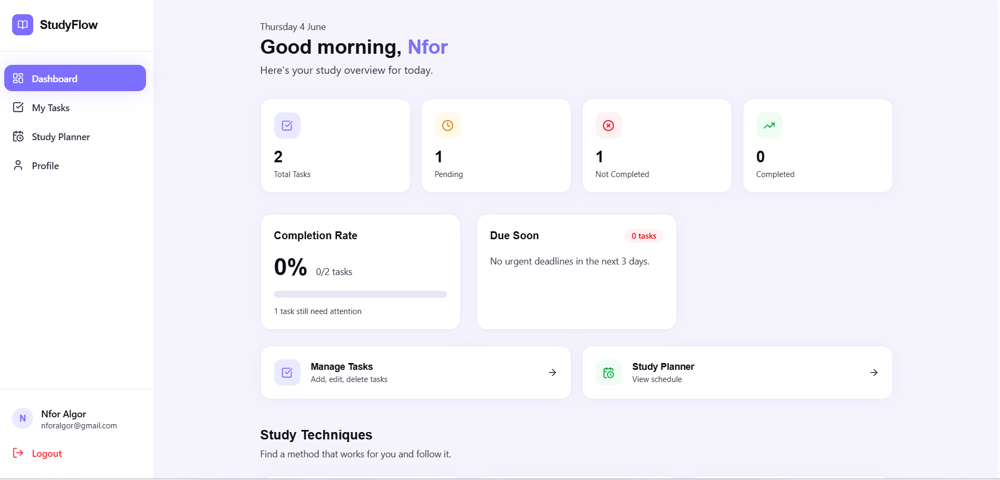 StudyFlow
Dashboard
My Tasks
Study Planner
Profile
N
Nfor Algor
nforalgor@gmail.com
Logout
Thursday 4 June
Good morning, Nfor
Here's your study overview for today.
2
Total Tasks
1
Pending
1
Not Completed
0
Completed
Completion Rate
0% 0/2 tasks
1 task still need attention
Due Soon 0 tasks
No urgent deadlines in the next 3 days.
Manage Tasks
Add, edit, delete tasks
Study Planner
View schedule
Study Techniques
Find a method that works for you and follow it.